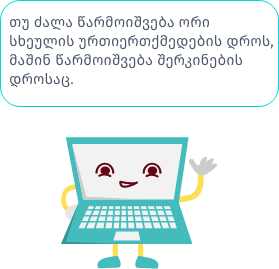 თუ ძალა წარმოიშვება ორი
სხეულის ურთიერთქმედების დროს,
მაშინ წარმოიშვება შერკინების
დროსაც.